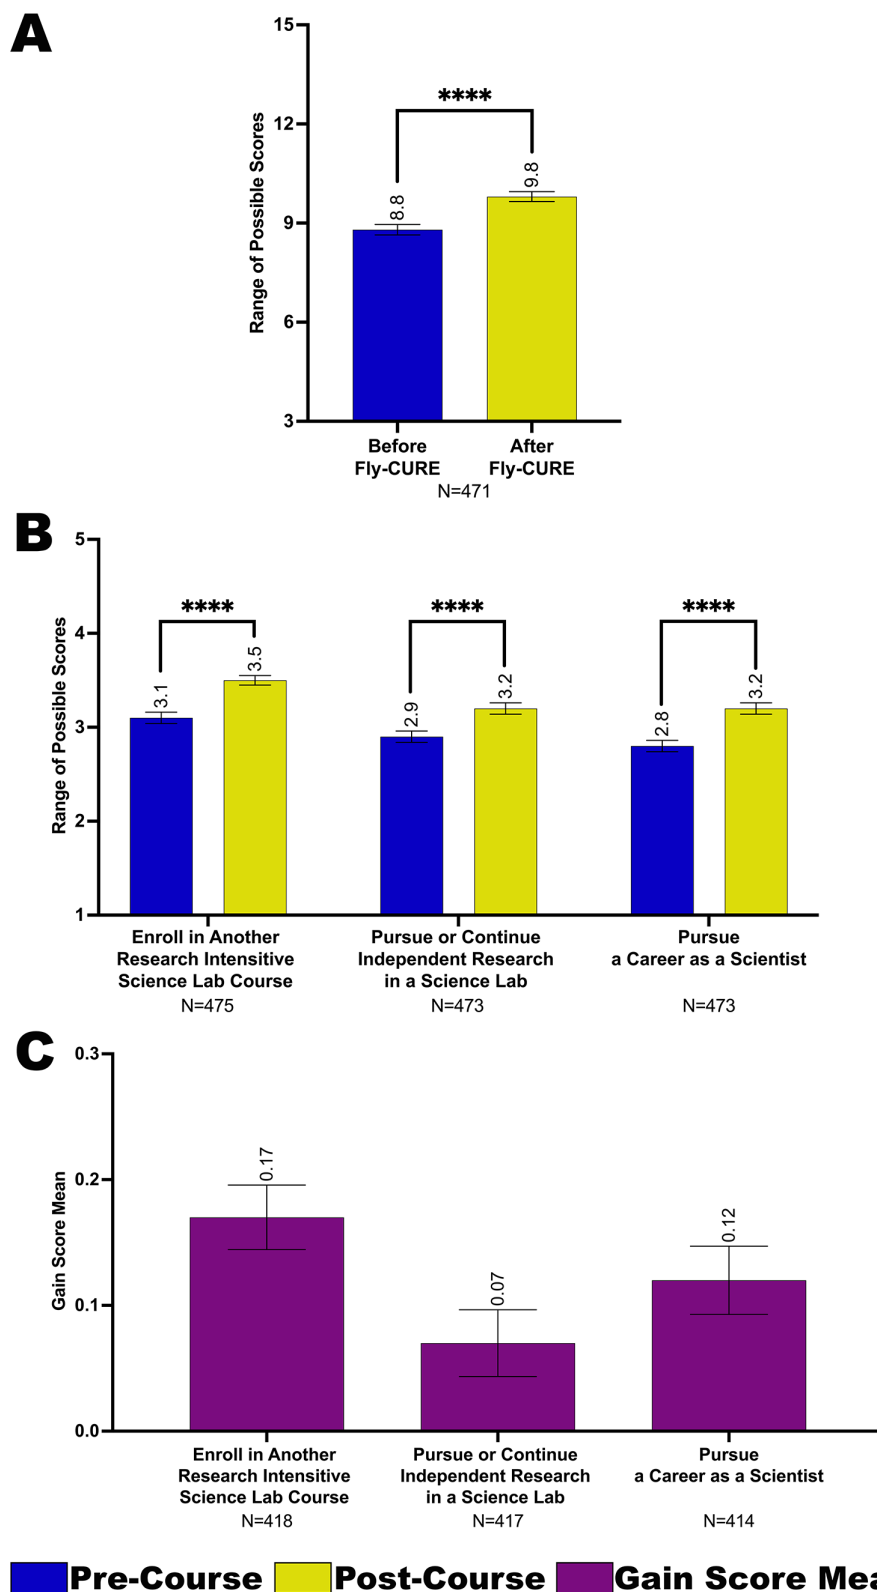 A
15
12
9
6
3
Range of Possible Scores
****
8.8
9.8
Before
Fly-CURE
After
Fly-CURE
N=471
B
5
4
3
2
1
Range of Possible Scores
****
3.1
3.5
****
2.9
3.2
****
2.8
3.2
Enroll in Another
Research Intensitive
Science Lab Course
N=475
Pursue or Continue
Independent Research
in a Science Lab
N=473
Pursue
a Career as a Scientist
N=473
C
0.3
0.2
0.1
0.0
Gain Score Mean
0.17
0.07
0.12
Enroll in Another
Research Intensitive
Science Lab Course
N=418
Pursue or Continue
Independent Research
in a Science Lab
N=417
Pursue
a Career as a Scientist
N=414
Pre-Course
Post-Course
Gain Score Mea